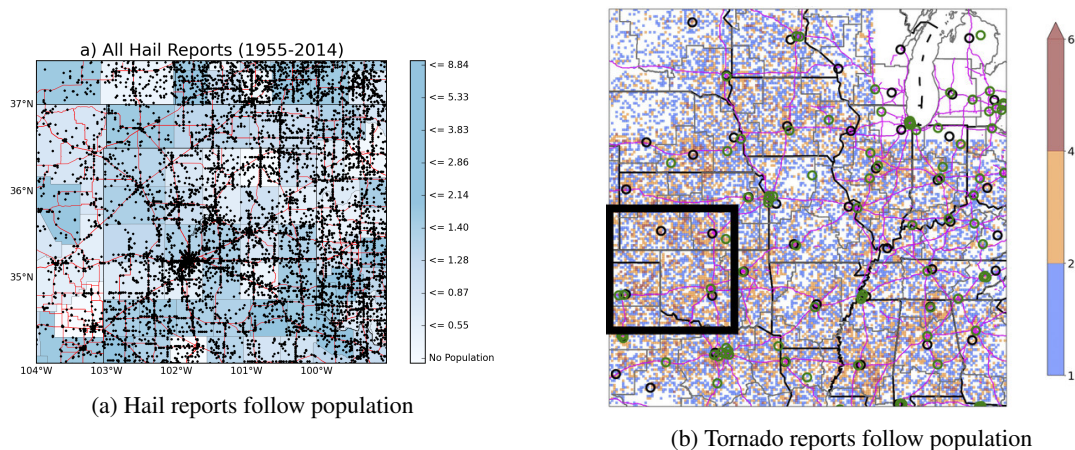 a) All Hail Reports (1955-2014)
37°N
36°N
35°N
104°W 103°W 102°W 101°W 100°W
<= 8.84
<= 5.33
<= 3.83
<= 2.86
<= 2.14
<= 1.40
<= 1.28
<= 0.87
<= 0.55
No Population
(a) Hail reports follow population
6
4
2
1
(b) Tornado reports follow population